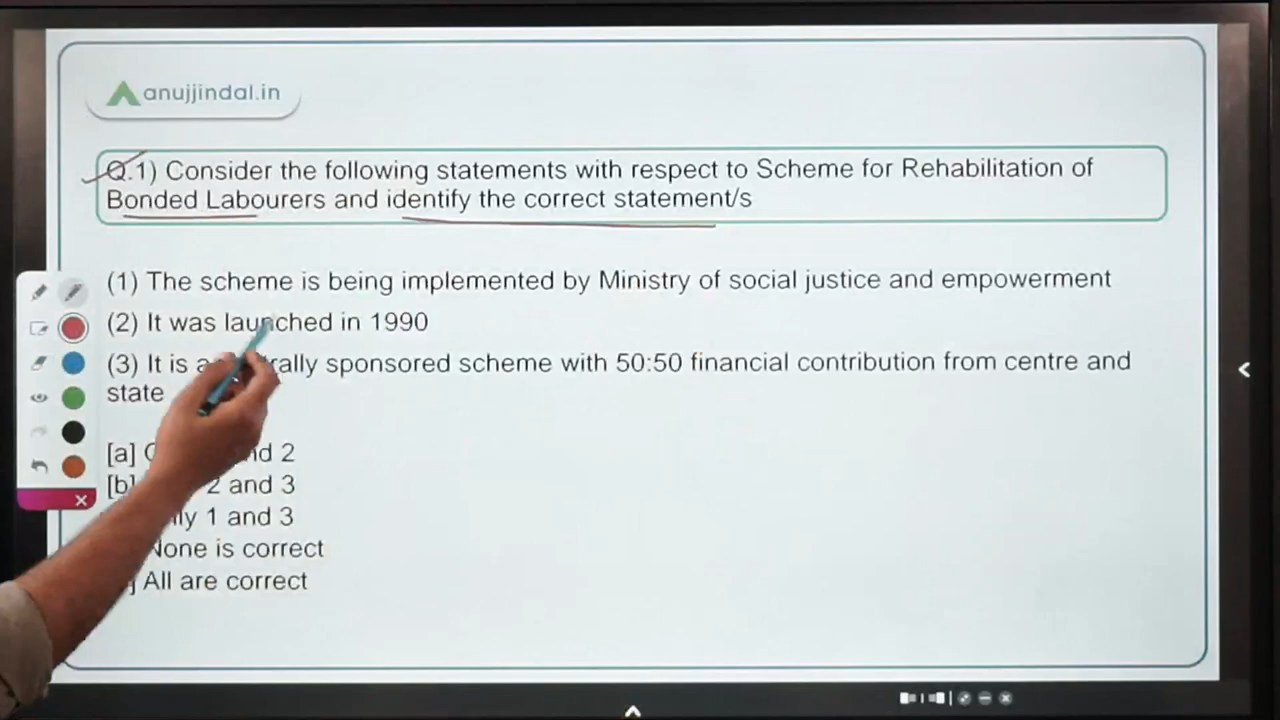 anujjindal.in
Q.1) Consider the following statements with respect to Scheme for Rehabilitation of
Bonded Labourers and identify the correct statement/s
(1) The scheme is being implemented by Ministry of social justice and empowerment
(2) It was launched in 1990
(3) It is sponsored scheme with 50:50 financial contribution from centre and
state
[a] and 2
[b] 2 and 3
1 and 3
None is correct
All are correct